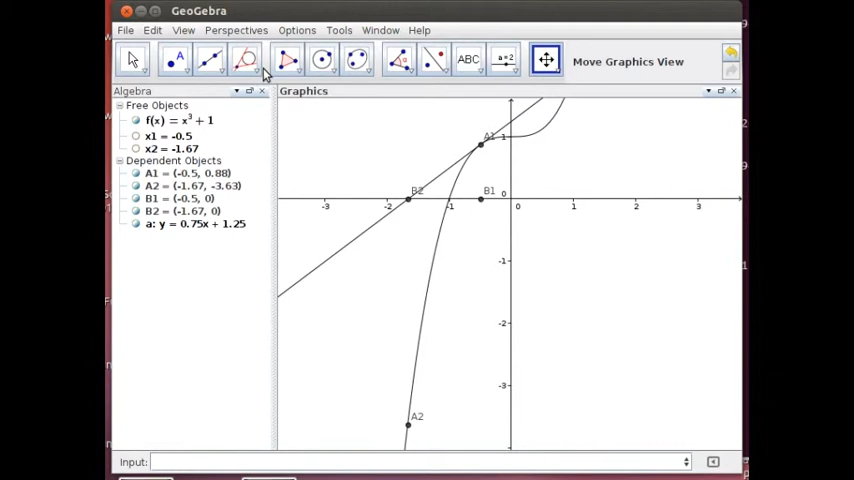 GeoGebra
File Edit View Perspectives Options Tools Window Help
A
ABC
a=2
Move Graphics View
Algebra
Graphics
Free Objects
f(x) = x³ + 1
x1 = -0.5
x2 = -1.67
Dependent Objects
A1 = (-0.5, 0.88)
A2 = (-1.67, -3.63)
B1 = (-0.5, 0)
B2 = (-1.67, 0)
a: y = 0.75x + 1.25
A1
1
B2
B1
0
-3
-2
-1
0
1
2
3
-1
-2
-3
A2
Input: